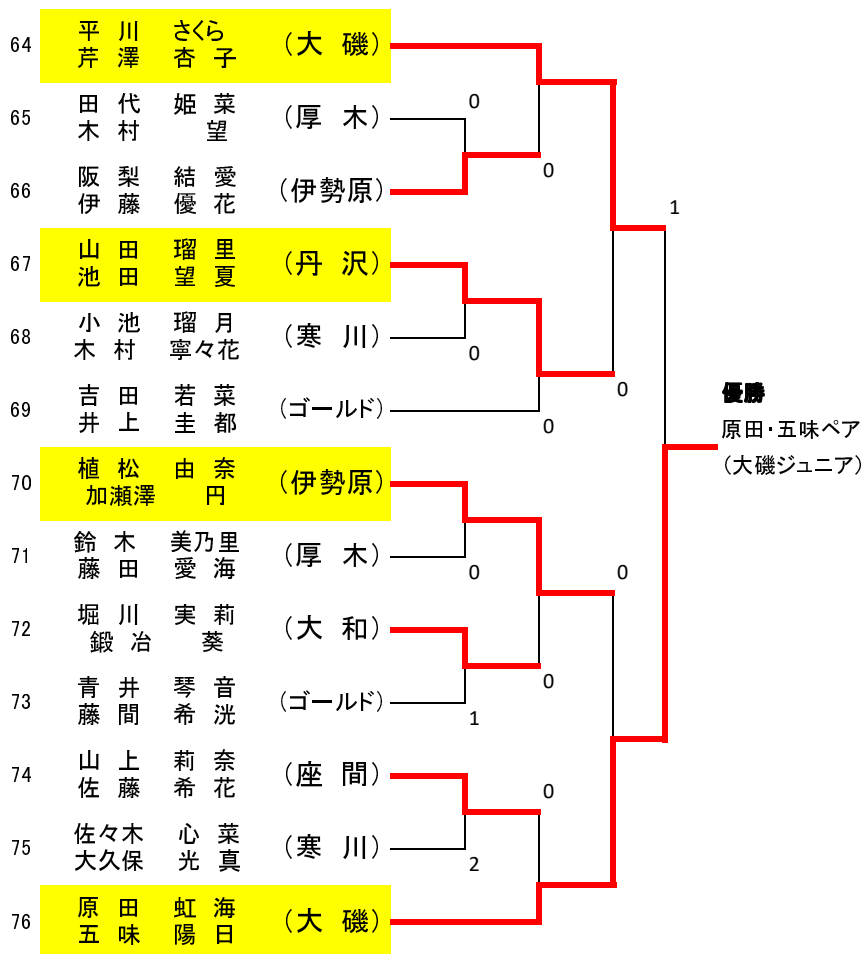 64 平川 さくら (大磯)
芹澤 杏子
65 田代 姫菜 (厚木) 0
木村 望
0
66 阪梨 結愛 (伊勢原)
伊藤 優花
1
67 山田 瑠里 (丹沢)
池田 望夏
68 小池 瑠月 (寒川)
木村 寧々花
0
0
69 吉田 若菜 (ゴールド)
井上 圭都
0
優勝
原田・五味ペア
(大磯ジュニア)
70 植松 由奈 (伊勢原)
加瀬澤 円
71 鈴木 美乃里 (厚木)
藤田 愛海
0
0
72 堀川 実莉 (大和)
鍛冶 葵
0
73 青井 琴音 (ゴールド)
藤間 希洸
1
74 山上 莉奈 (座間)
佐藤 希花
0
75 佐々木 心菜 (寒川)
大久保 光真
2
76 原田 虹海 (大磯)
五味 陽日